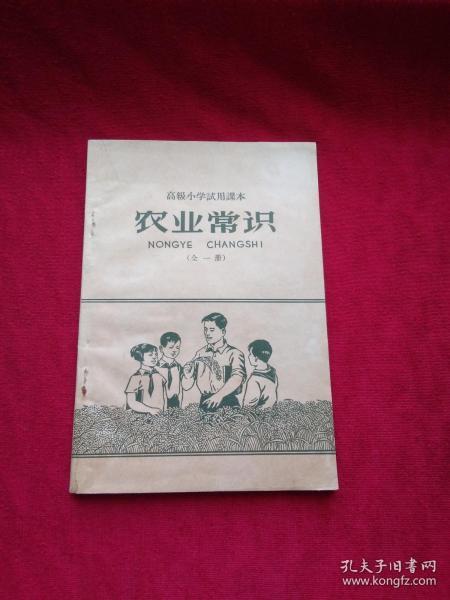 高級小学試用課本
农业常识
NONGYE CHANGSHI
(全一册)
孔夫子旧书网
www.kongfz.com